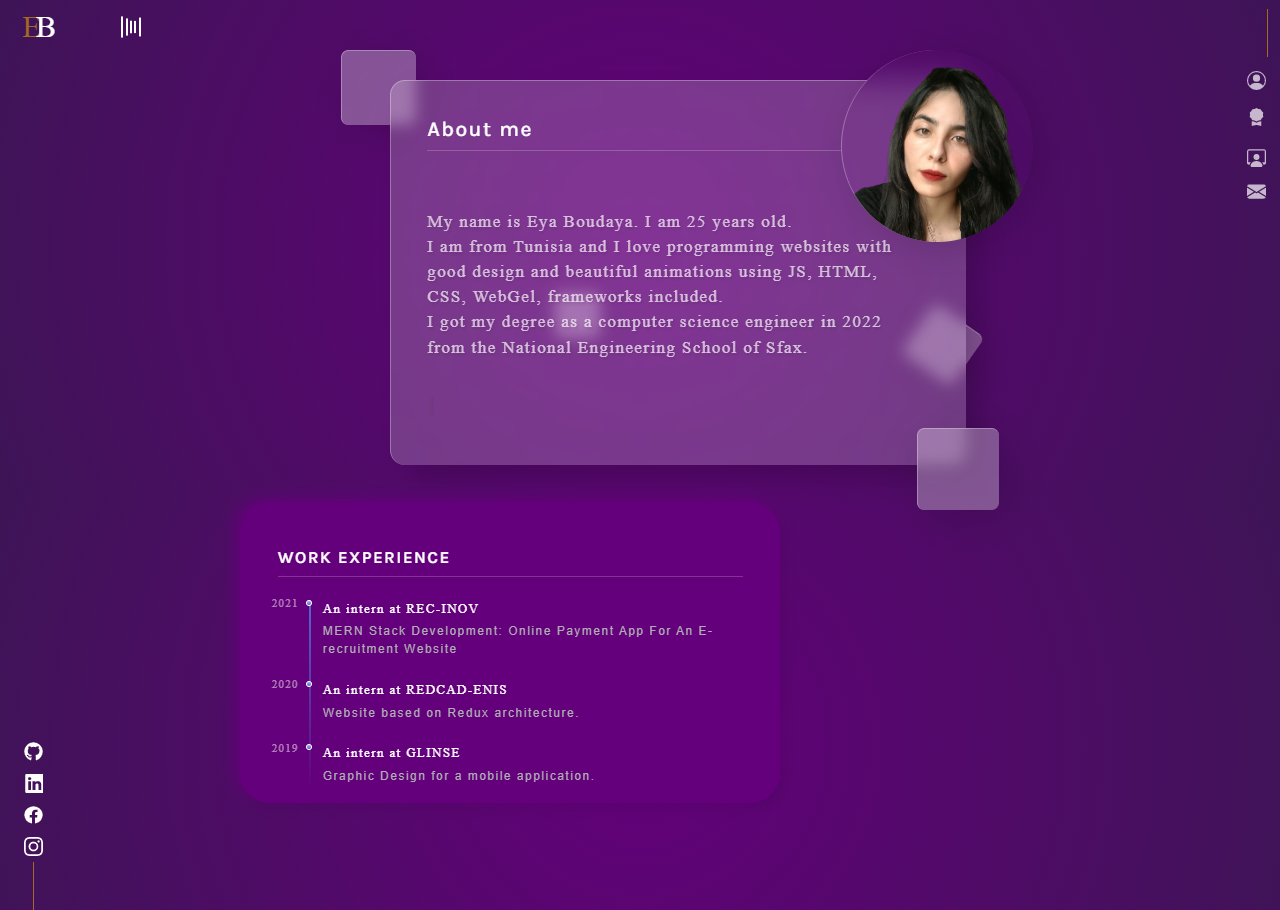 EB
About me
My name is Eya Boudaya. I am 25 years old.
I am from Tunisia and I love programming websites with
good design and beautiful animations using JS, HTML,
CSS, WebGel, frameworks included.
I got my degree as a computer science engineer in 2022
from the National Engineering School of Sfax.
WORK EXPERIENCE
2021
An intern at REC-INOV
MERN Stack Development: Online Payment App For An E-
recruitment Website
2020
An intern at REDCAD-ENIS
Website based on Redux architecture.
2019
An intern at GLINSE
Graphic Design for a mobile application.